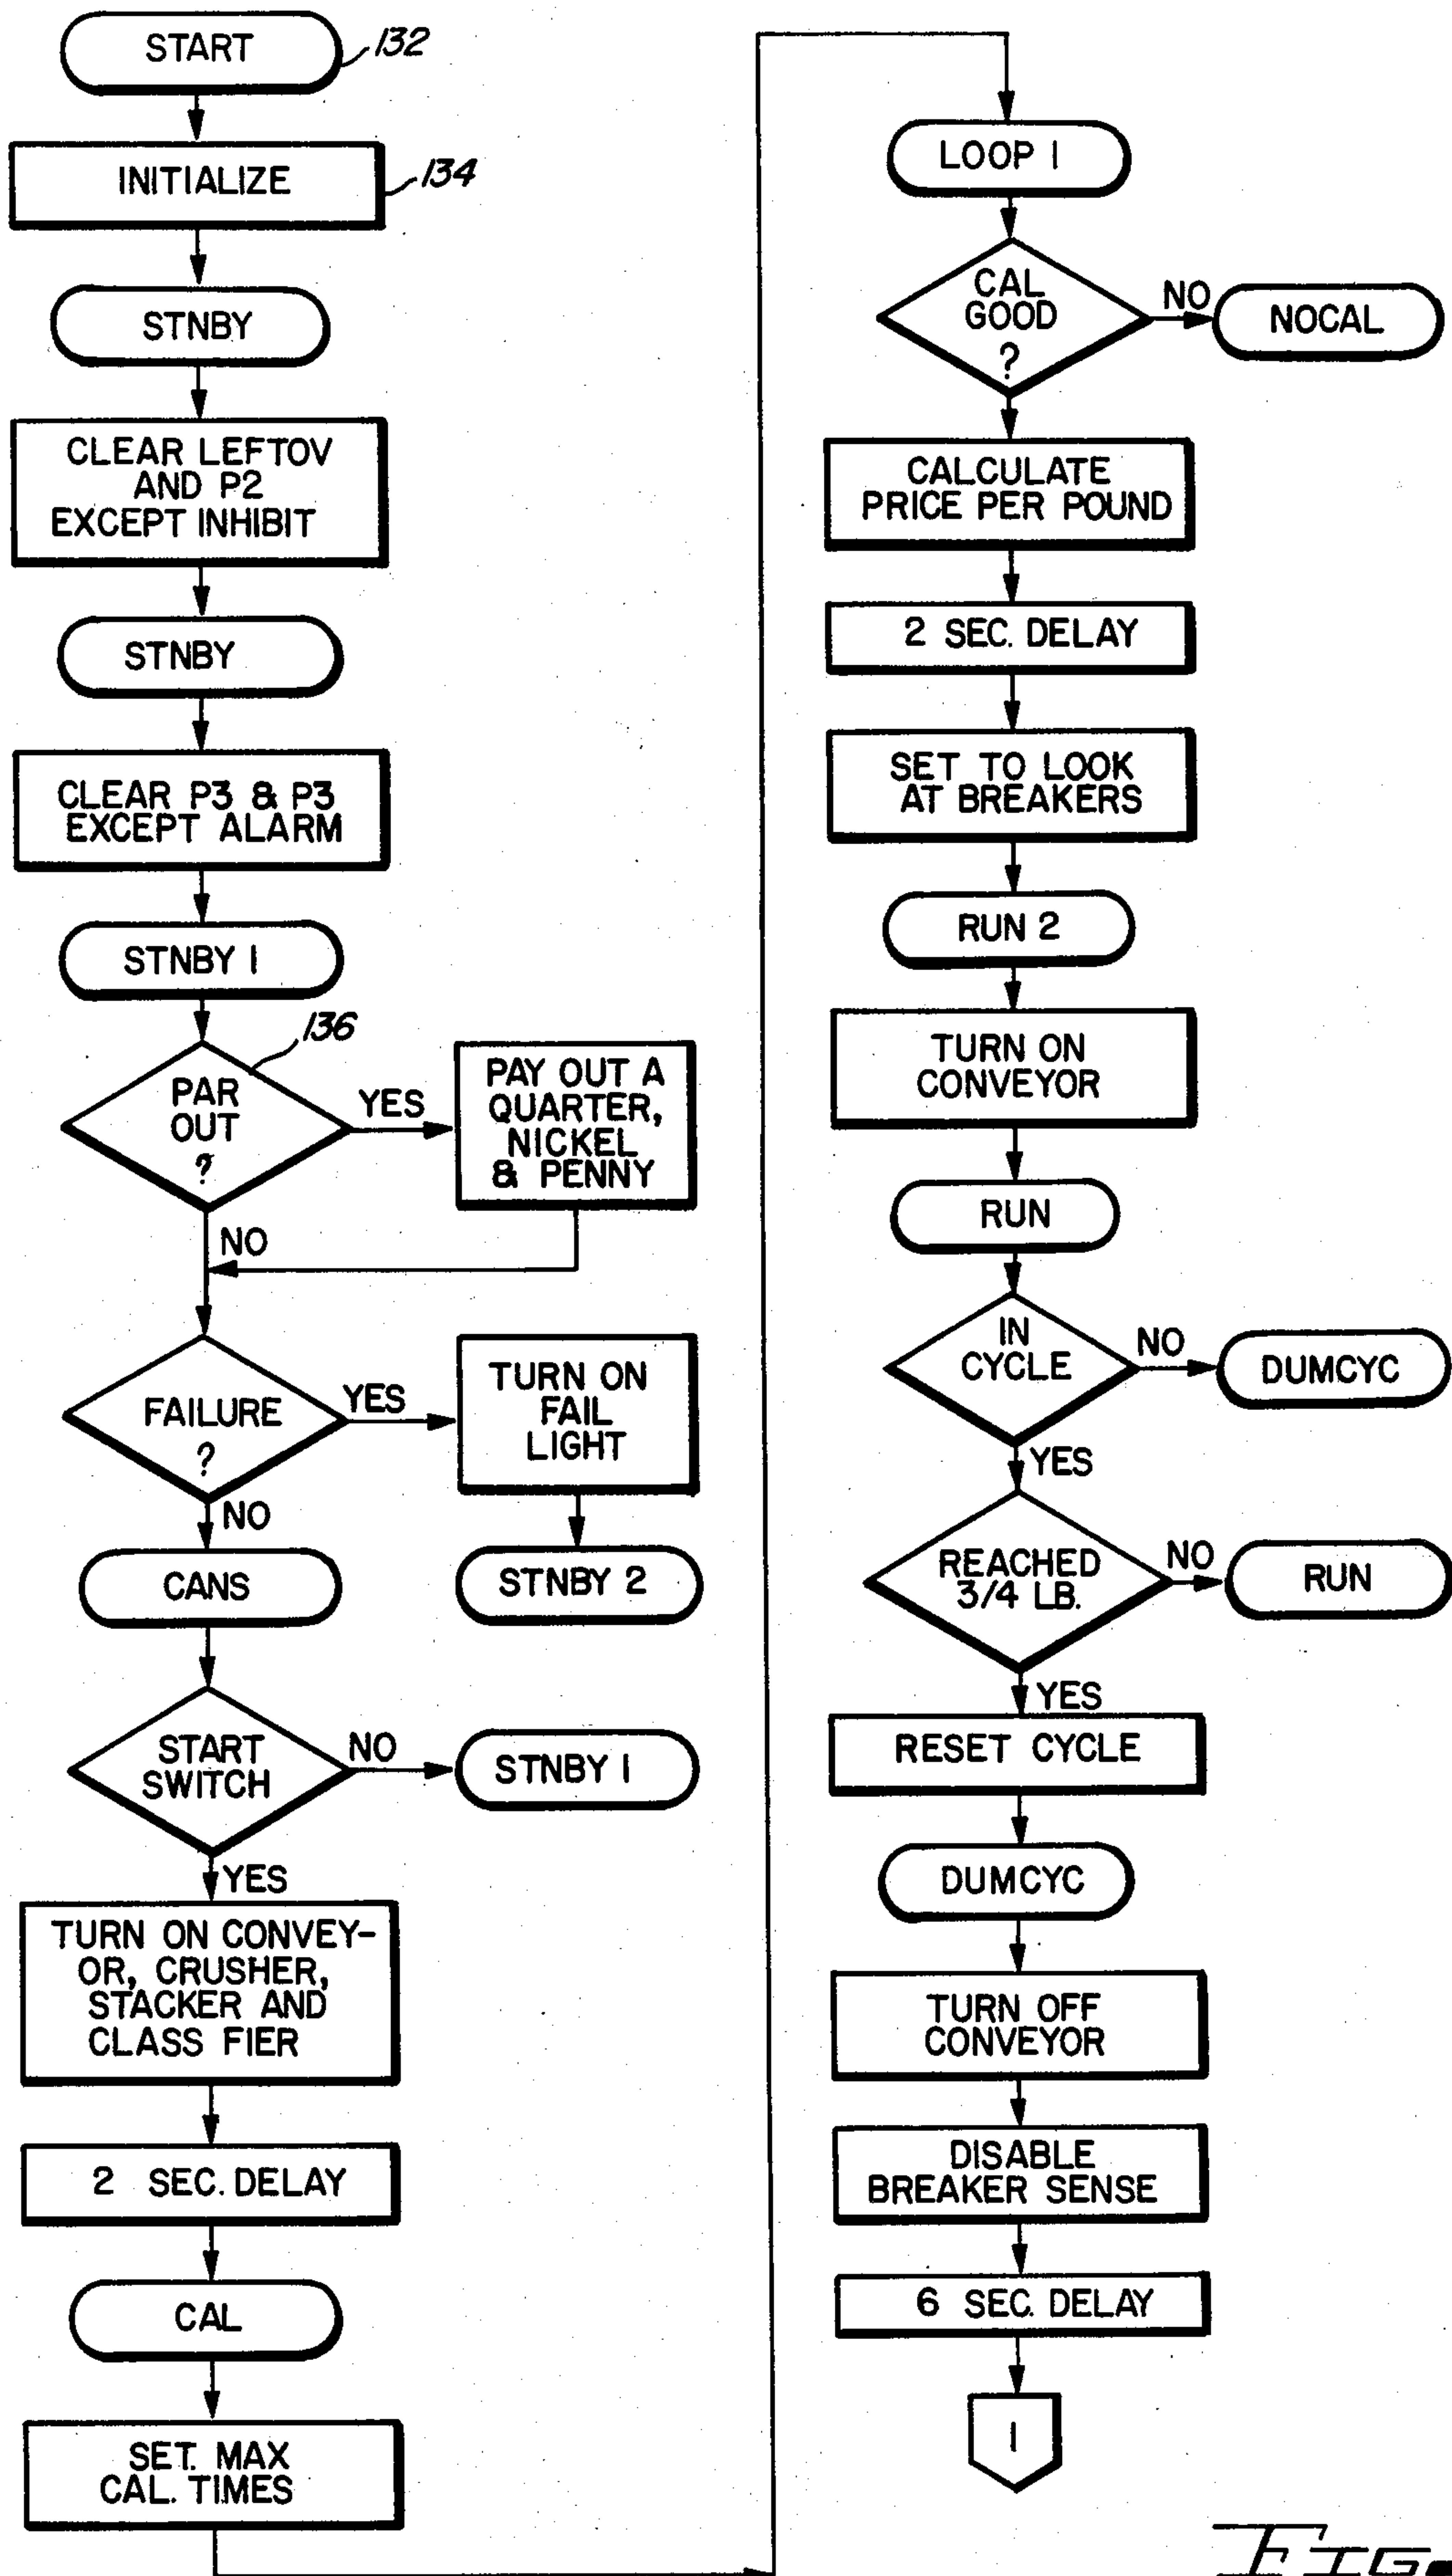 START
132
INITIALIZE
134
STNBY
CLEAR LEFTOV
AND P2
EXCEPT INHIBIT
STNBY
CLEAR P3 & P3
EXCEPT ALARM
STNBY 1
136
PAR
OUT
?
YES
PAY OUT A
QUARTER,
NICKEL
& PENNY
NO
FAILURE
?
YES
TURN ON
FAIL
LIGHT
NO
STNBY 2
CANS
START
SWITCH
NO
STNBY 1
YES
TURN ON CONVEY-
OR, CRUSHER,
STACKER AND
CLASS FIER
2 SEC. DELAY
CAL
SET. MAX
CAL. TIMES
LOOP 1
CAL
GOOD
?
NO
NOCAL
CALCULATE
PRICE PER POUND
2 SEC. DELAY
SET TO LOOK
AT BREAKERS
RUN 2
TURN ON
CONVEYOR
RUN
IN
CYCLE
NO
DUMCYC
YES
REACHED
3/4 LB.
NO
RUN
YES
RESET CYCLE
DUMCYC
TURN OFF
CONVEYOR
DISABLE
BREAKER SENSE
6 SEC. DELAY
1
FIG